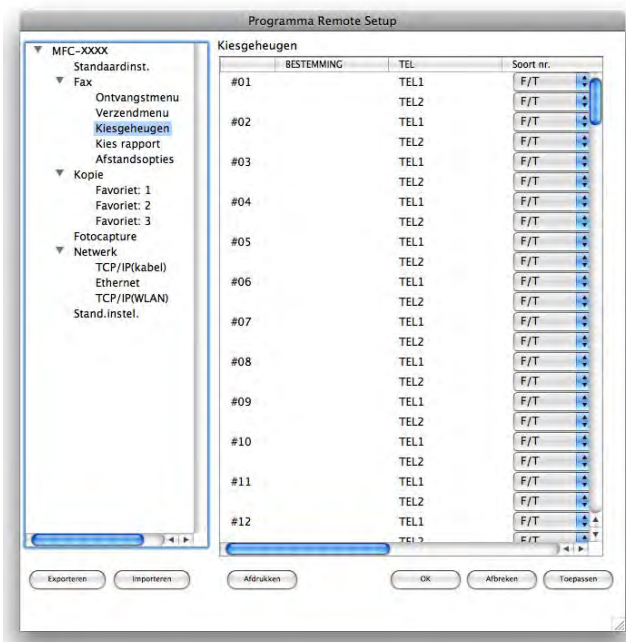 Programma Remote Setup
MFC-XXXX
Standaardinst.
Fax
Ontvangstmenu
Verzendmenu
Kiesgeheugen
Kies rapport
Afstandsopties
Kopie
Favoriet: 1
Favoriet: 2
Favoriet: 3
Fotocapture
Netwerk
TCP/IP(kabel)
Ethernet
TCP/IP(WLAN)
Stand.instel.
Kiesgeheugen
BESTEMMING TEL Soort nr.
#01 TEL1 F/T
TEL2 F/T
#02 TEL1 F/T
TEL2 F/T
#03 TEL1 F/T
TEL2 F/T
#04 TEL1 F/T
TEL2 F/T
#05 TEL1 F/T
TEL2 F/T
#06 TEL1 F/T
TEL2 F/T
#07 TEL1 F/T
TEL2 F/T
#08 TEL1 F/T
TEL2 F/T
#09 TEL1 F/T
TEL2 F/T
#10 TEL1 F/T
TEL2 F/T
#11 TEL1 F/T
TEL2 F/T
#12 TEL1 F/T
TEL2 F/T
Exporteren Importeren Afdrukken OK Afbreken Toepassen